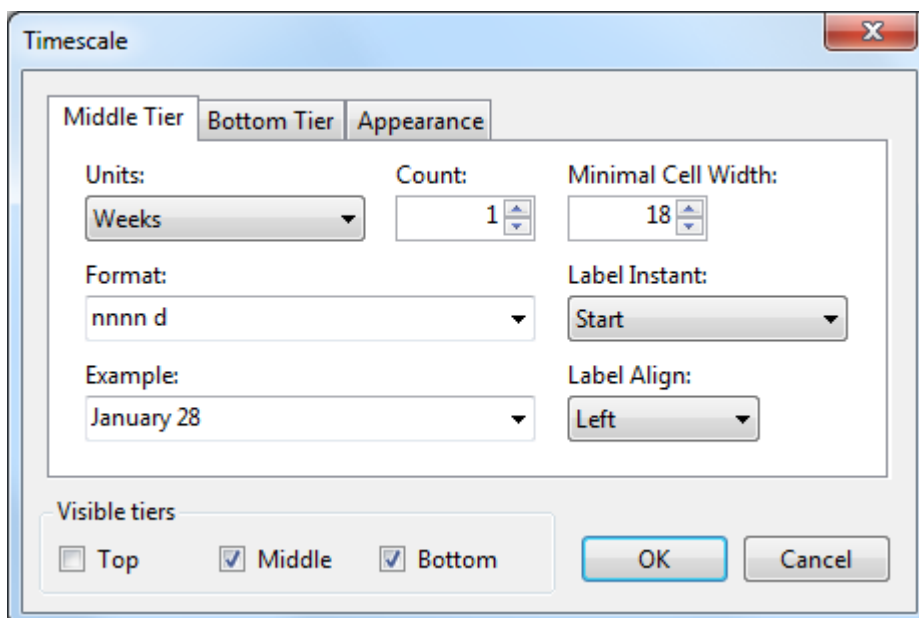 Timescale
Middle Tier Bottom Tier Appearance
Units: Count: Minimal Cell Width:
Weeks 1 18
Format: Label Instant:
nnnn d Start
Example: Label Align:
January 28 Left
Visible tiers
Top Middle Bottom OK Cancel